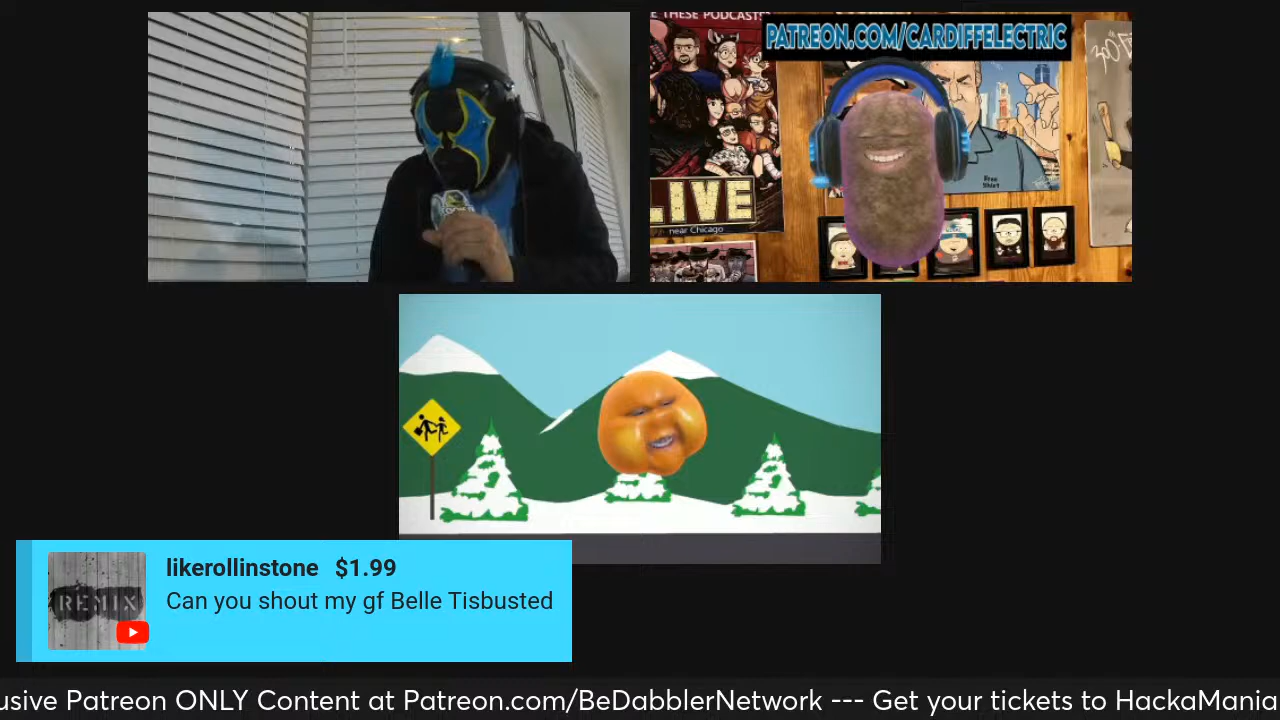 E THESE PODCASTS
PATREON.COM/CARDIFFELECTRIC
LIVE
near Chicago
REMIX
likerollinstone $1.99
Can you shout my gf Belle Tisbusted
usive Patreon ONLY Content at Patreon.com/BeDabblerNetwork --- Get your tickets to HackaMania